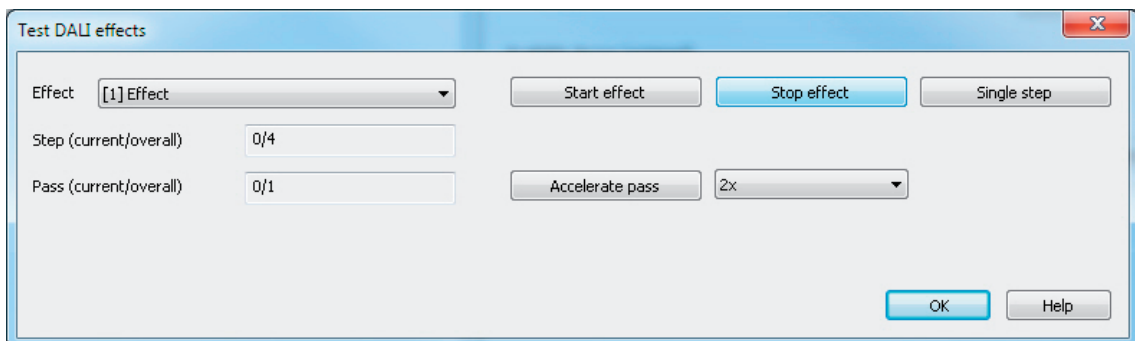 Test DALI effects
Effect [1] Effect Start effect Stop effect Single step
Step (current/overall) 0/4
Pass (current/overall) 0/1 Accelerate pass 2x
OK Help